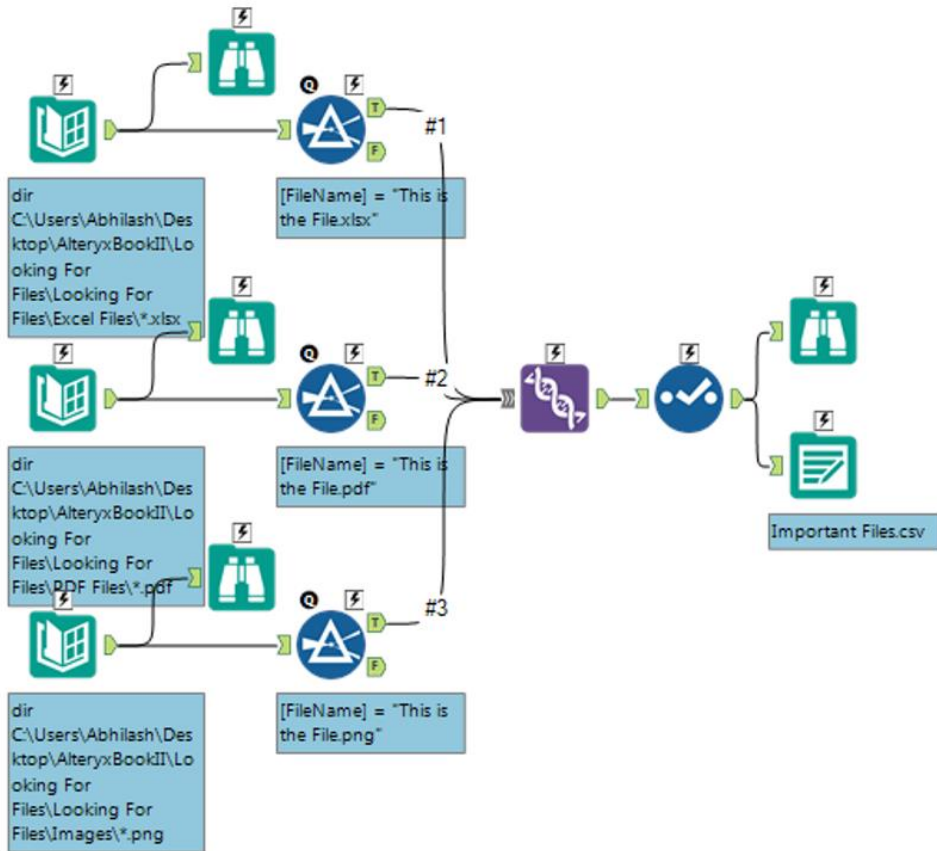 Q
T
F
#1
dir
C:\Users\Abhilash\Des
ktop\AlteryxBookII\Lo
oking For
Files\Looking For
Files\Excel Files\*.xlsx
[FileName] = "This is
the File.xlsx"
Q
T
F
#2
dir
C:\Users\Abhilash\Des
ktop\AlteryxBookII\Lo
oking For
Files\Looking For
Files\PDF Files\*.pdf
[FileName] = "This is
the File.pdf"
Important Files.csv
Q
T
F
#3
dir
C:\Users\Abhilash\Des
ktop\AlteryxBookII\Lo
oking For
Files\Looking For
Files\Images\*.png
[FileName] = "This is
the File.png"